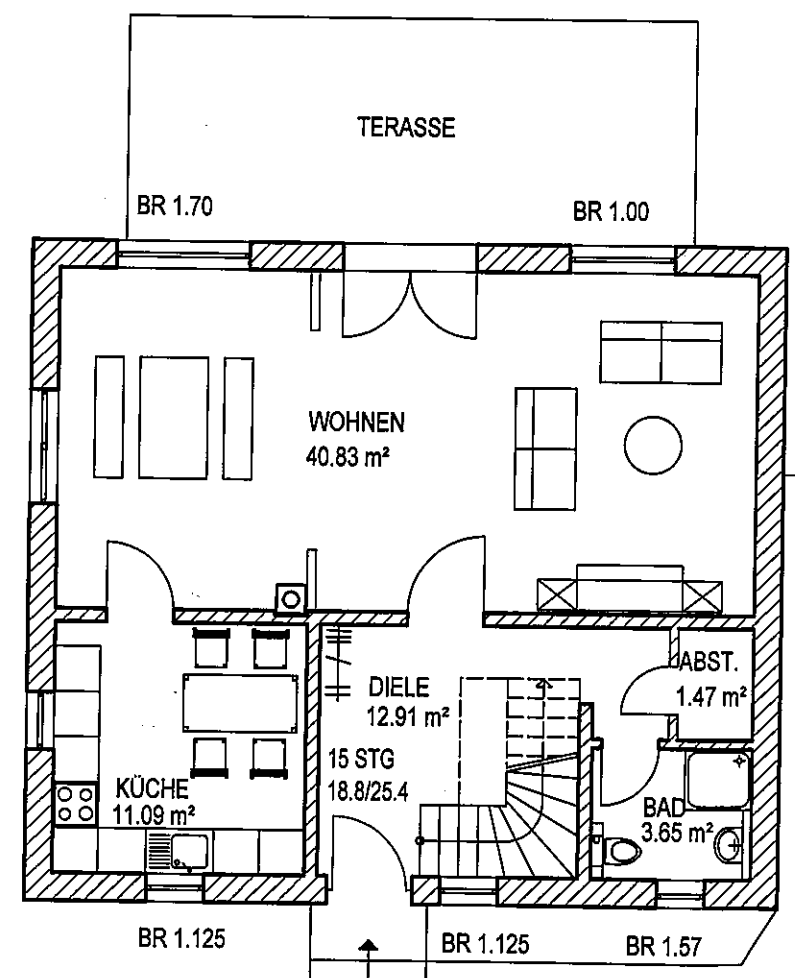 TERASSE
BR 1.70
BR 1.00
WOHNEN
40.83 m²
DIELE
12.91 m²
ABST.
1.47 m²
15 STG
18.8/25.4
KÜCHE
11.09 m²
BAD
3.65 m²
BR 1.125
BR 1.125
BR 1.57